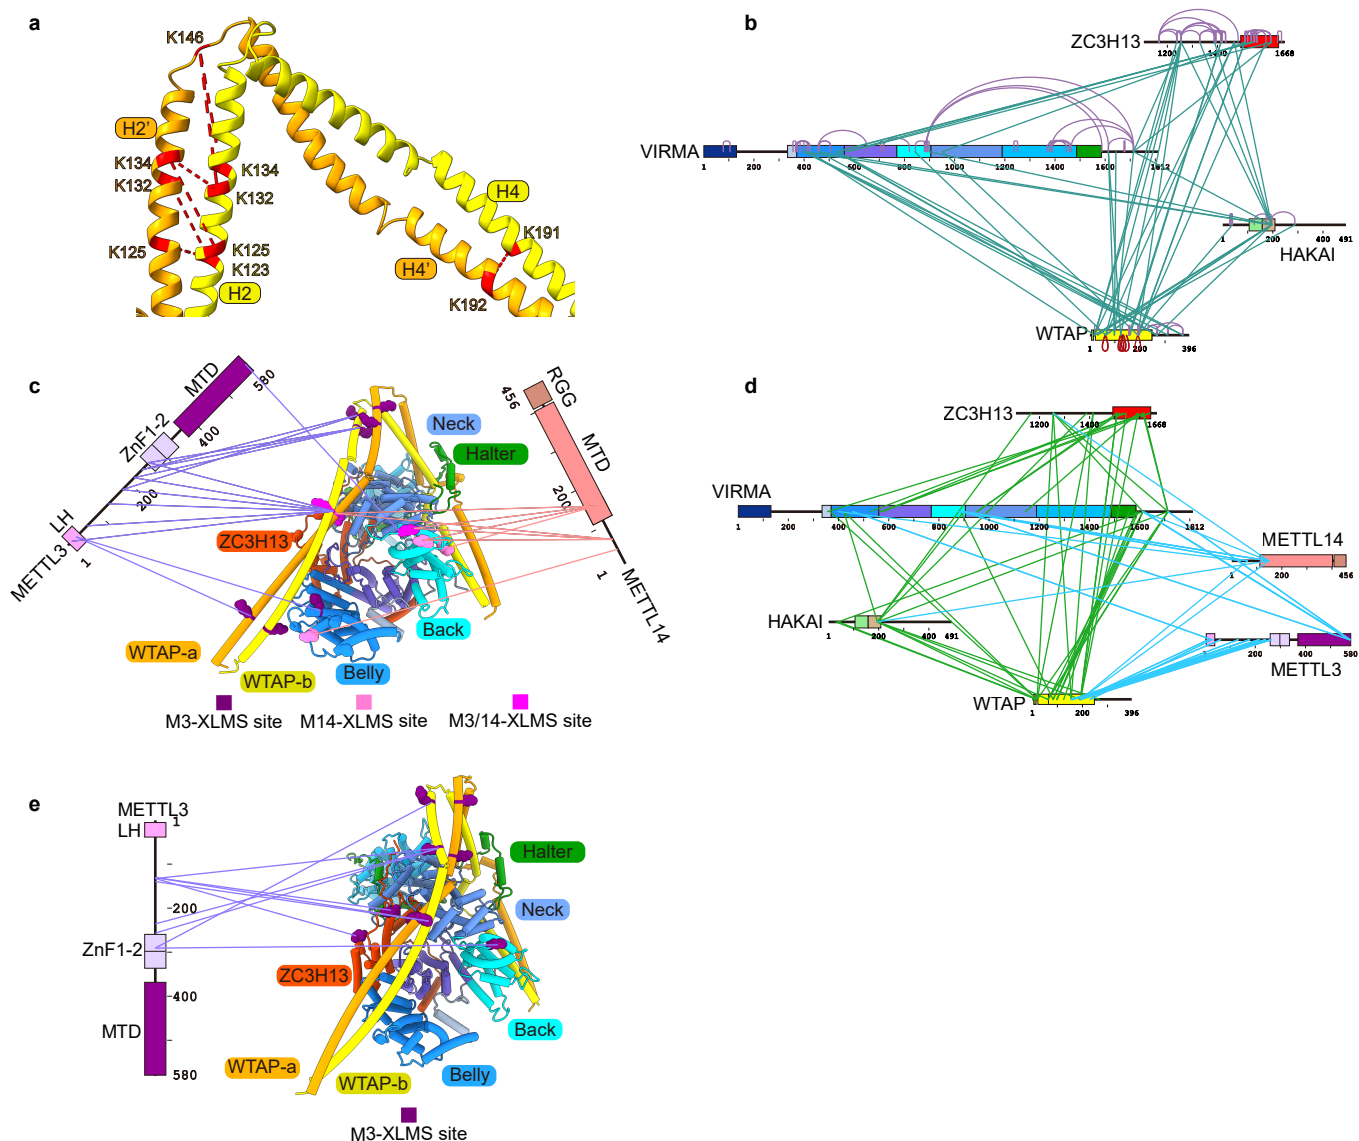 a
K146
H2'
K134
K132
K125
K134
K132
K125
K123
H2
H4
K191
H4'
K192
b
ZC3H13
1200
1400
1668
VIRMA
1
200
400
600
800
1000
1200
1400
1600
1812
1
200
400
491
HAKAI
WTAP
1
200
396
c
MTD
580
ZnF1-2
400
200
LH
METTL3
1
ZC3H13
Neck
Halter
Back
Belly
WTAP-a
WTAP-b
RGG
456
MTD
200
1
METTL14
M3-XLMS site
M14-XLMS site
M3/14-XLMS site
d
ZC3H13
1200
1400
1668
VIRMA
1
200
400
600
800
1000
1200
1400
1600
1812
METTL14
1
200
456
HAKAI
1
200
400
491
200
400
580
METTL3
WTAP
1
200
396
e
METTL3
1
LH
200
ZnF1-2
400
MTD
580
Halter
Neck
ZC3H13
Back
WTAP-a
WTAP-b
Belly
M3-XLMS site